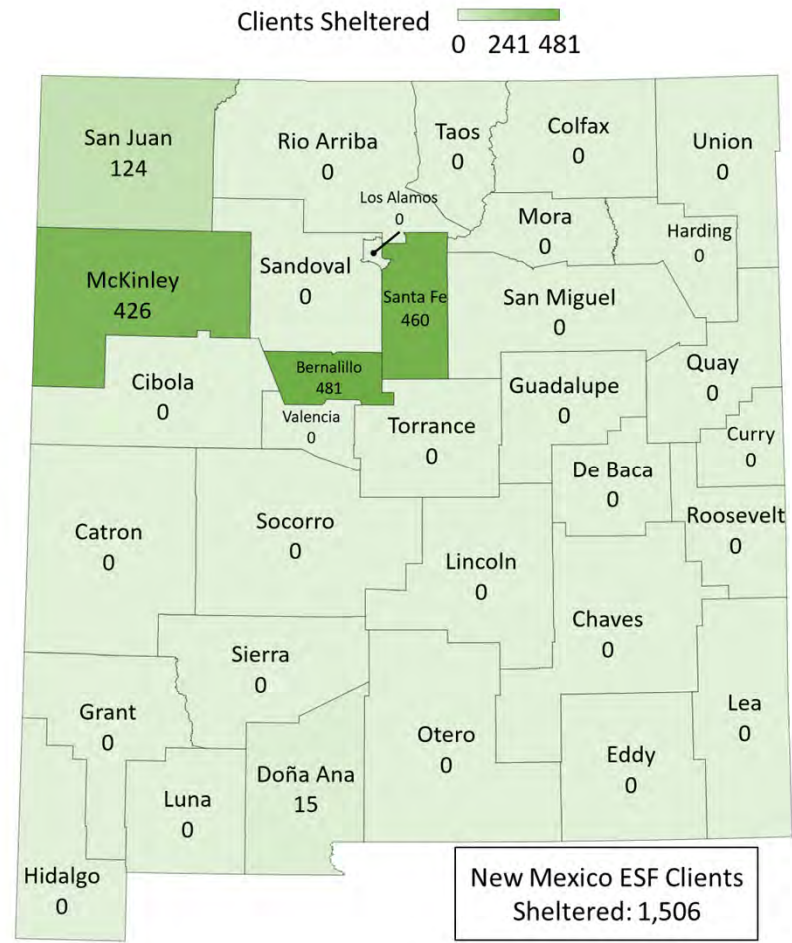 Clients Sheltered
0 241 481
San Juan
124
Rio Arriba
0
Taos
0
Colfax
0
Union
0
Los Alamos
0
Mora
0
Harding
0
McKinley
426
Sandoval
0
Santa Fe
460
San Miguel
0
Cibola
0
Bernalillo
481
Valencia
0
Torrance
0
Guadalupe
0
Quay
0
Curry
0
De Baca
0
Roosevelt
0
Catron
0
Socorro
0
Lincoln
0
Chaves
0
Sierra
0
Grant
0
Otero
0
Lea
0
Eddy
0
Doña Ana
15
Luna
0
Hidalgo
0
New Mexico ESF Clients
Sheltered: 1,506